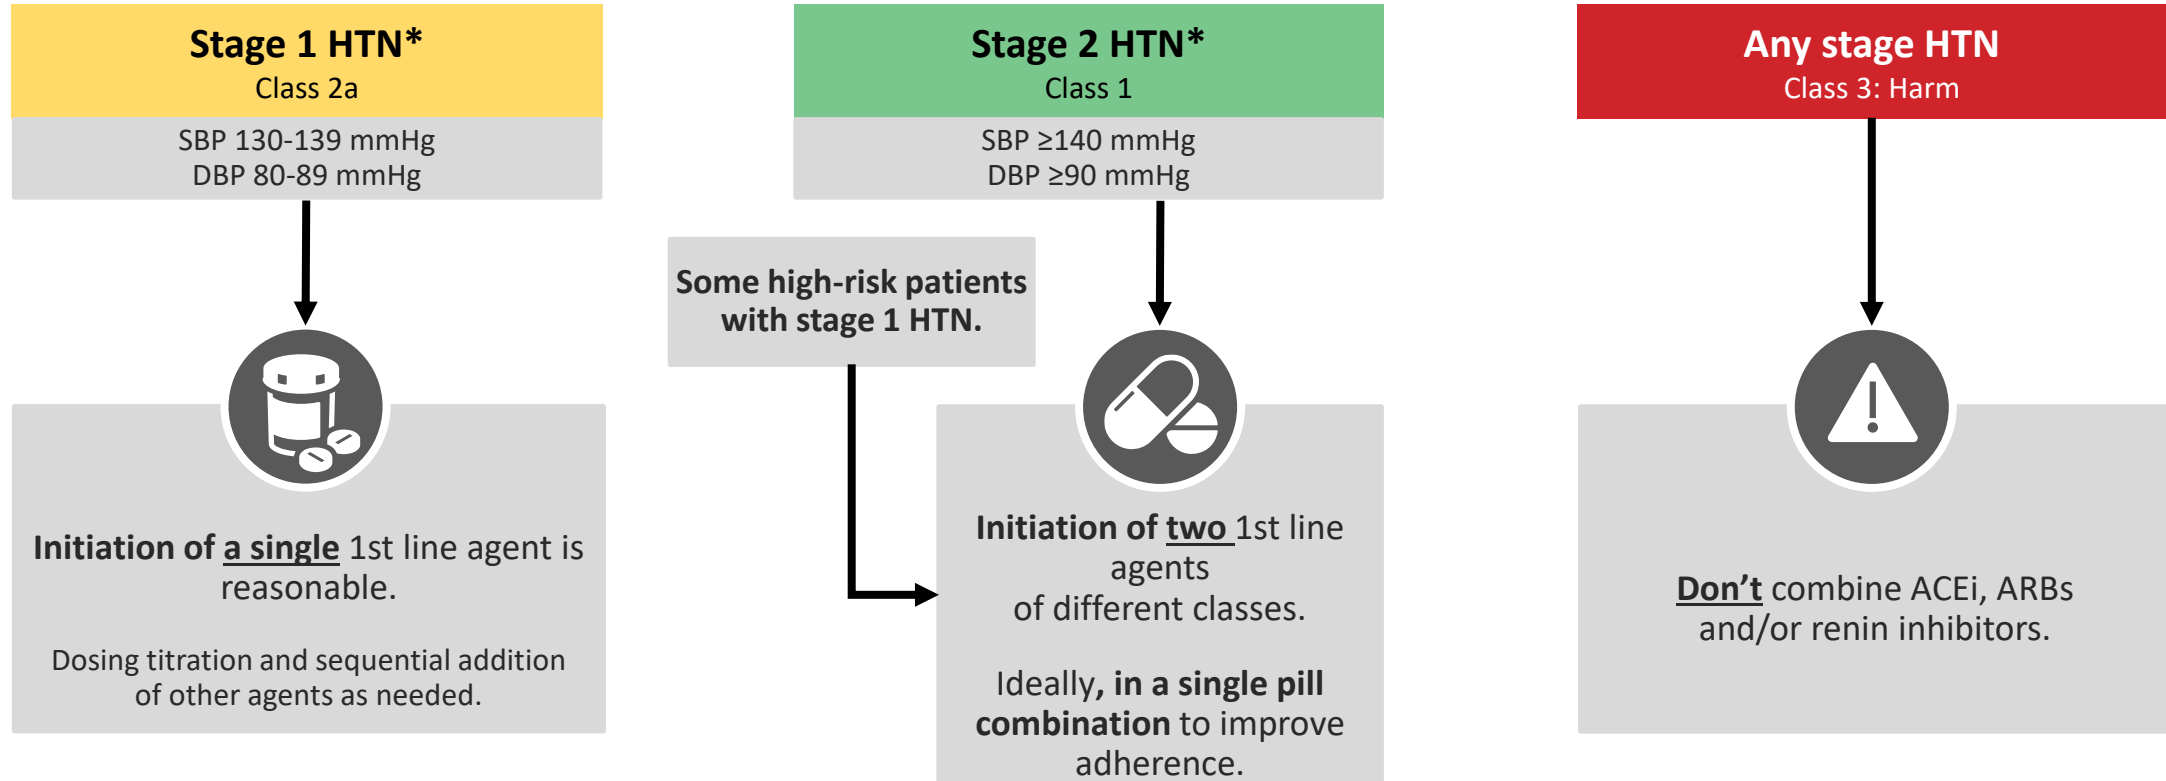 Stage 1 HTN*
Class 2a
SBP 130-139 mmHg
DBP 80-89 mmHg
Initiation of a single 1st line agent is
reasonable.
Dosing titration and sequential addition
of other agents as needed.
Stage 2 HTN*
Class 1
SBP ≥140 mmHg
DBP ≥90 mmHg
Some high-risk patients
with stage 1 HTN.
Initiation of two 1st line
agents
of different classes.
Ideally, in a single pill
combination to improve
adherence.
Any stage HTN
Class 3: Harm
Don’t combine ACEi, ARBs
and/or renin inhibitors.